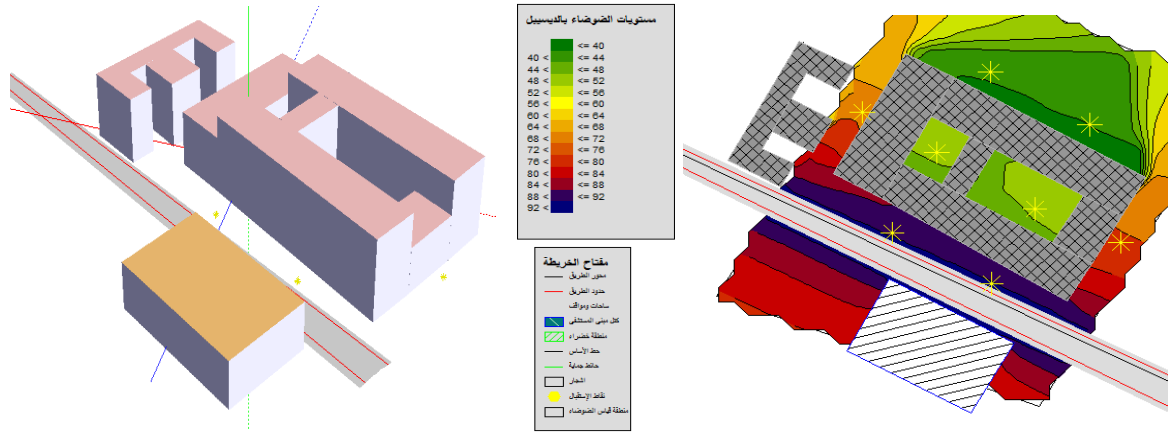 مستويات الضوضاء بالديسيبل
<= 40
40 < <= 44
44 < <= 48
48 < <= 52
52 < <= 56
56 < <= 60
60 < <= 64
64 < <= 68
68 < <= 72
72 < <= 76
76 < <= 80
80 < <= 84
84 < <= 88
88 < <= 92
92 <
مفتاح الخريطة
محور الطريق
حدود الطريق
ساحات ومواقف
كتل مبنى المستشفى
منطقة خضراء
خط الأساس
حائط حماية
اشجار
نقاط الإستقبال
منطقة قياس الضوضاء